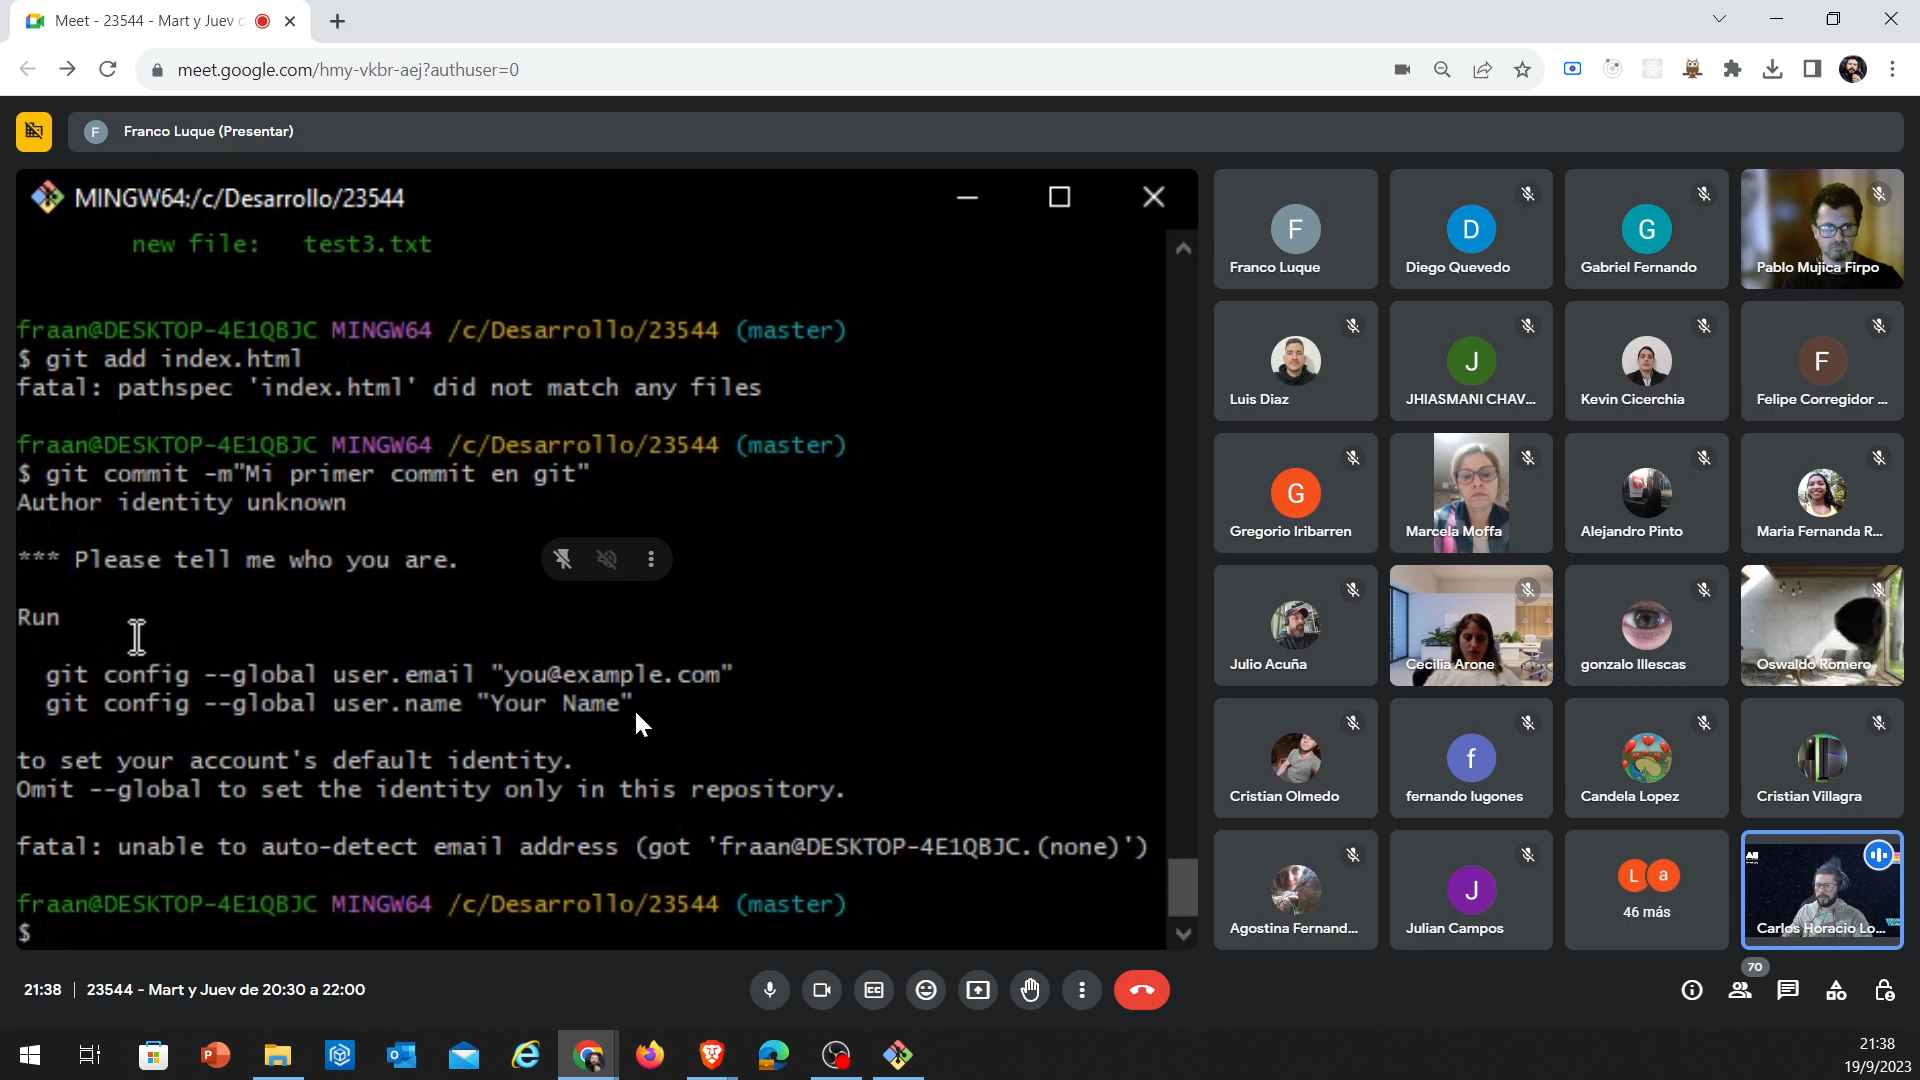 Meet - 23544 - Mart y Juev d
meet.google.com/hmy-vkbr-aej?authuser=0
F
Franco Luque (Presentar)
MINGW64:/c/Desarrollo/23544
new file:   test3.txt
fraan@DESKTOP-4E1QBJC MINGW64 /c/Desarrollo/23544 (master)
$ git add index.html
fatal: pathspec 'index.html' did not match any files
fraan@DESKTOP-4E1QBJC MINGW64 /c/Desarrollo/23544 (master)
$ git commit -m"Mi primer commit en git"
Author identity unknown
*** Please tell me who you are.
Run
git config --global user.email "you@example.com"
git config --global user.name "Your Name"
to set your account's default identity.
Omit --global to set the identity only in this repository.
fatal: unable to auto-detect email address (got 'fraan@DESKTOP-4E1QBJC.(none)')
fraan@DESKTOP-4E1QBJC MINGW64 /c/Desarrollo/23544 (master)
$
F
Franco Luque
D
Diego Quevedo
G
Gabriel Fernando
Pablo Mujica Firpo
Luis Diaz
J
JHIASMANI CHAV...
Kevin Cicerchia
F
Felipe Corregidor ...
G
Gregorio Iribarren
Marcela Moffa
Alejandro Pinto
Maria Fernanda R...
Julio Acuña
Cecilia Arone
gonzalo Illescas
Oswaldo Romero
Cristian Olmedo
f
fernando lugones
Candela Lopez
Cristian Villagra
Agostina Fernand...
J
Julian Campos
L a
46 más
Carlos Horacio Lo...
21:38 | 23544 - Mart y Juev de 20:30 a 22:00
70
21:38
19/9/2023